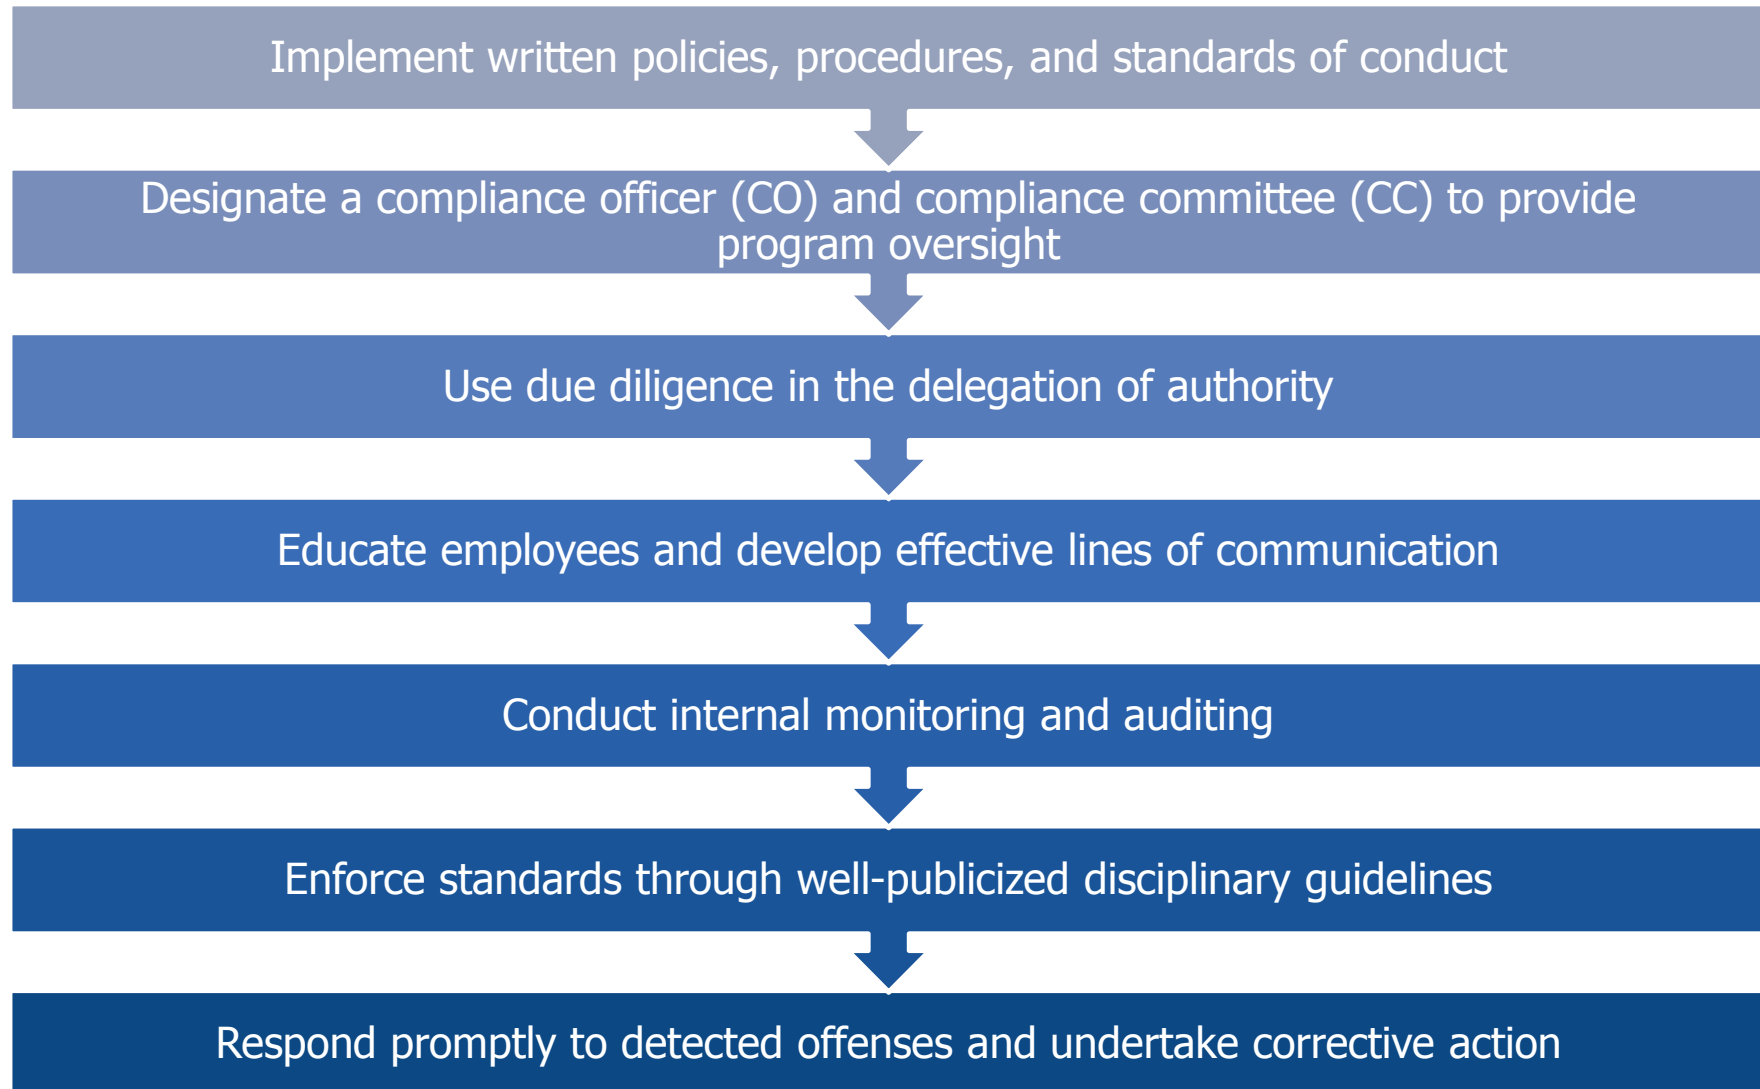 Implement written policies, procedures, and standards of conduct
Designate a compliance officer (CO) and compliance committee (CC) to provide
program oversight
Use due diligence in the delegation of authority
Educate employees and develop effective lines of communication
Conduct internal monitoring and auditing
Enforce standards through well-publicized disciplinary guidelines
Respond promptly to detected offenses and undertake corrective action